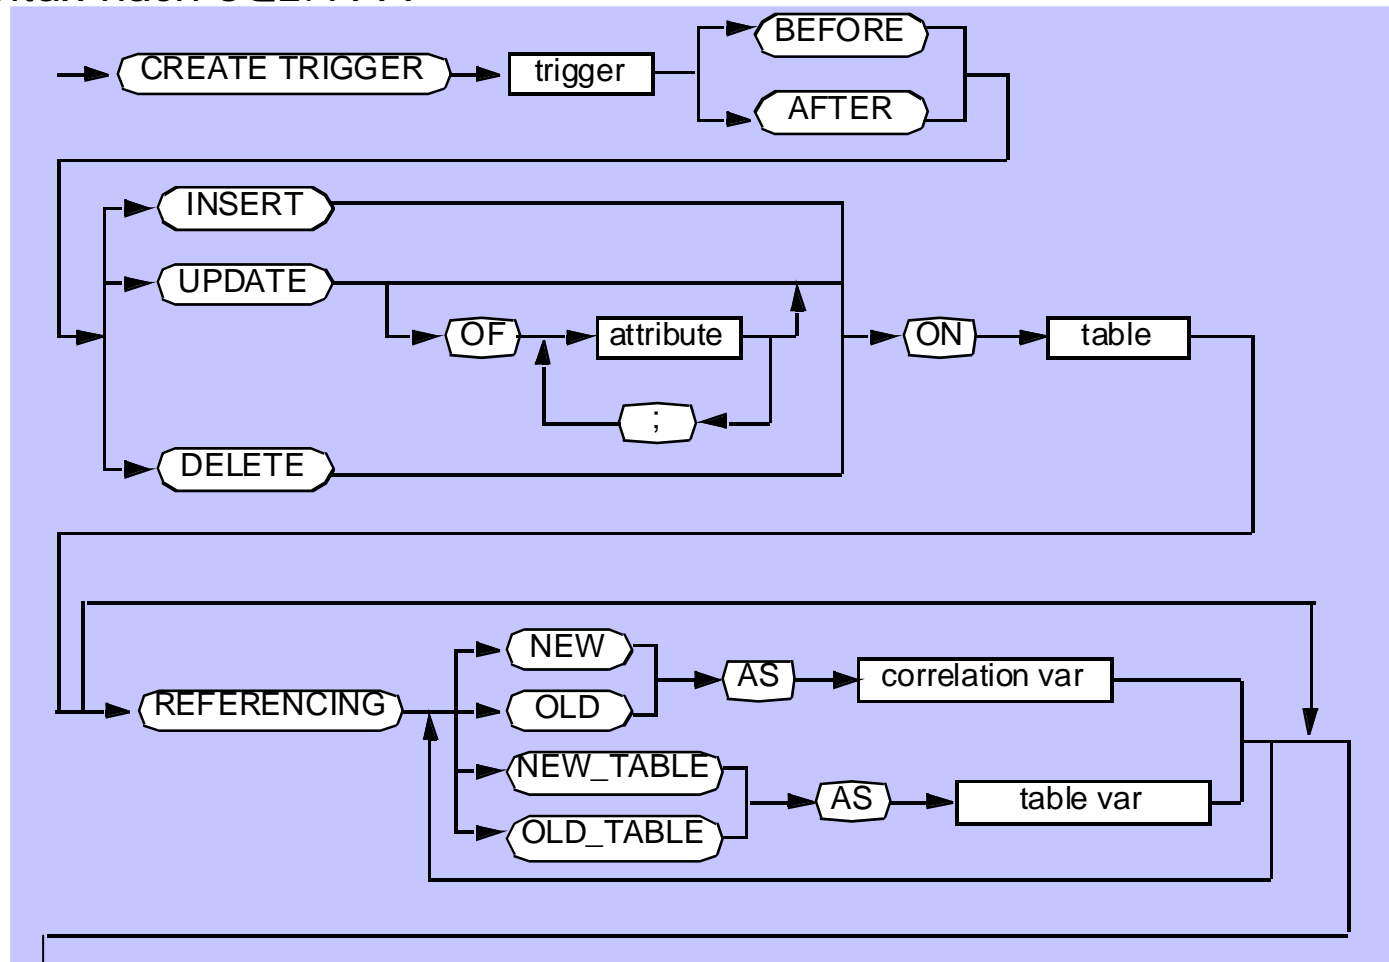 CREATE TRIGGER trigger BEFORE
AFTER
INSERT
UPDATE
OF attribute ON table
;
DELETE
NEW
AS correlation var
REFERENCING OLD
NEW_TABLE
AS table var
OLD_TABLE